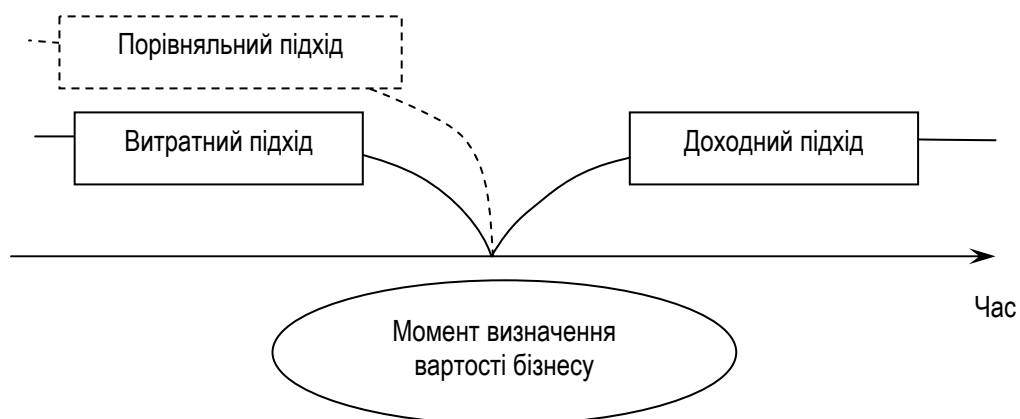 Порівняльний підхід
Витратний підхід
Доходний підхід
Час
Момент визначення
вартості бізнесу